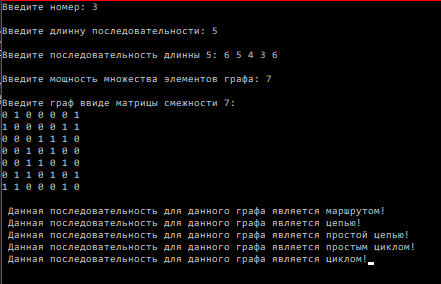 Введите номер: 3
Введите длинну последовательности: 5
Введите последовательность длинны 5: 6 5 4 3 6
Введите мощность множества элементов графа: 7
Введите граф ввиде матрицы смежности 7:
0 1 0 0 0 0 1
1 0 0 0 0 1 1
0 0 0 1 1 1 0
0 0 1 0 1 0 0
0 0 1 1 0 1 0
0 1 1 0 1 0 1
1 1 0 0 0 1 0
Данная последовательность для данного графа является маршрутом!
Данная последовательность для данного графа является цепью!
Данная последовательность для данного графа является простой цепью!
Данная последовательность для данного графа является простым циклом!
Данная последовательность для данного графа является циклом!